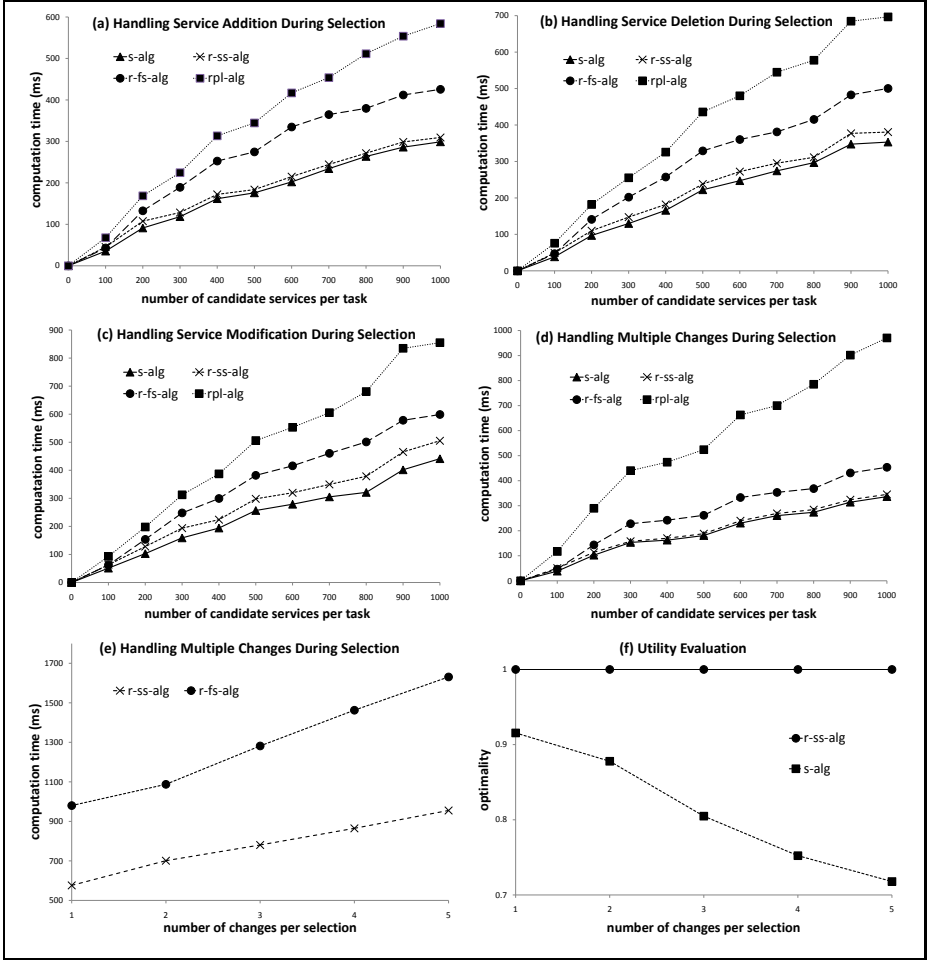 (a) Handling Service Addition During Selection
s-alg r-ss-alg
r-fs-alg rpl-alg
600
500
400
300
200
100
0
computation time (ms)
0 100 200 300 400 500 600 700 800 900 1000
number of candidate services per task
(b) Handling Service Deletion During Selection
s-alg r-ss-alg
r-fs-alg rpl-alg
700
600
500
400
300
200
100
0
computation time (ms)
0 100 200 300 400 500 600 700 800 900 1000
number of candidate services per task
(c) Handling Service Modification During Selection
s-alg r-ss-alg
r-fs-alg rpl-alg
900
800
700
600
500
400
300
200
100
0
compuatation time (ms)
0 100 200 300 400 500 600 700 800 900 1000
number of candidate services per task
(d) Handling Multiple Changes During Selection
s-alg r-ss-alg
r-fs-alg rpl-alg
1000
900
800
700
600
500
400
300
200
100
0
computation time (ms)
0 100 200 300 400 500 600 700 800 900 1000
number of candidate services per task
(e) Handling Multiple Changes During Selection
r-ss-alg r-fs-alg
1700
1500
1300
1100
900
700
500
computation time (ms)
1 2 3 4 5
number of changes per selection
(f) Utility Evaluation
r-ss-alg
s-alg
1
0.9
0.8
0.7
optimality
1 2 3 4 5
number of changes per selection